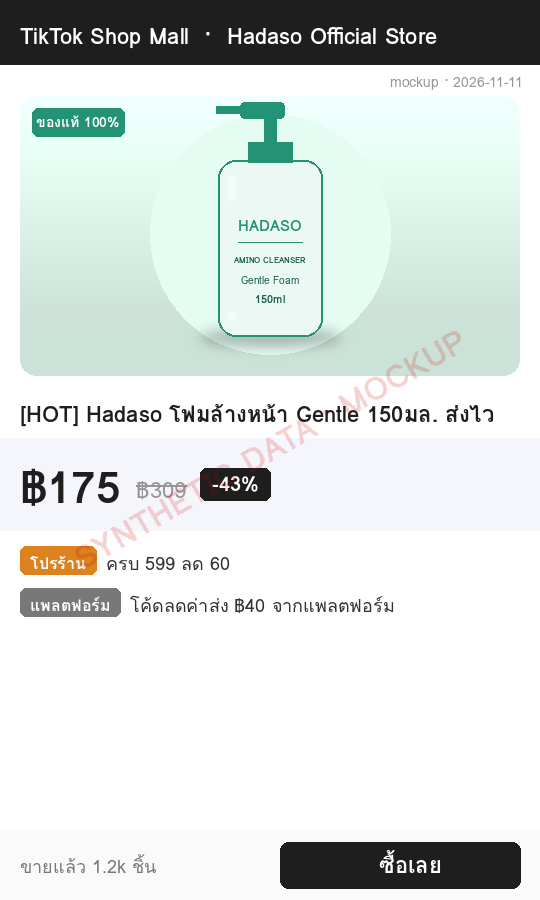 TikTok Shop Mall · Hadaso Official Store
mockup · 2026-11-11
ของแท้ 100%
HADASO
AMINO CLEANSER
Gentle Foam
150ml
[HOT] Hadaso โฟมล้างหน้า Gentle 150มล. ส่งไว
฿175 ฿309 -43%
โปรร้าน ครบ 599 ลด 60
แพลตฟอร์ม โค้ดลดค่าส่ง ฿40 จากแพลตฟอร์ม
SYNTHETIC DATA · MOCKUP
ขายแล้ว 1.2k ชิ้น
ซื้อเลย